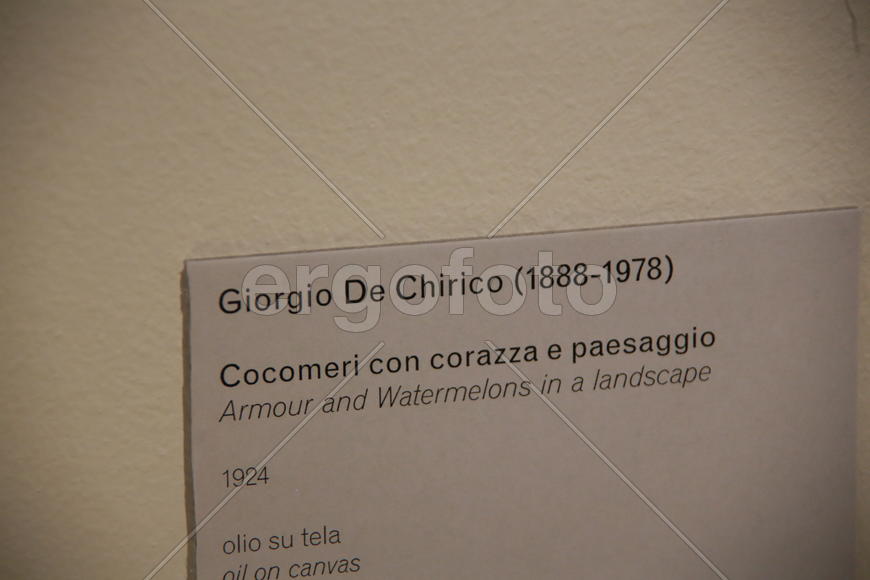 Giorgio De Chirico (1888-1978)
ergofoto
Cocomeri con corazza e paesaggio
Armour and Watermelons in a landscape
1924
olio su tela
oil on canvas